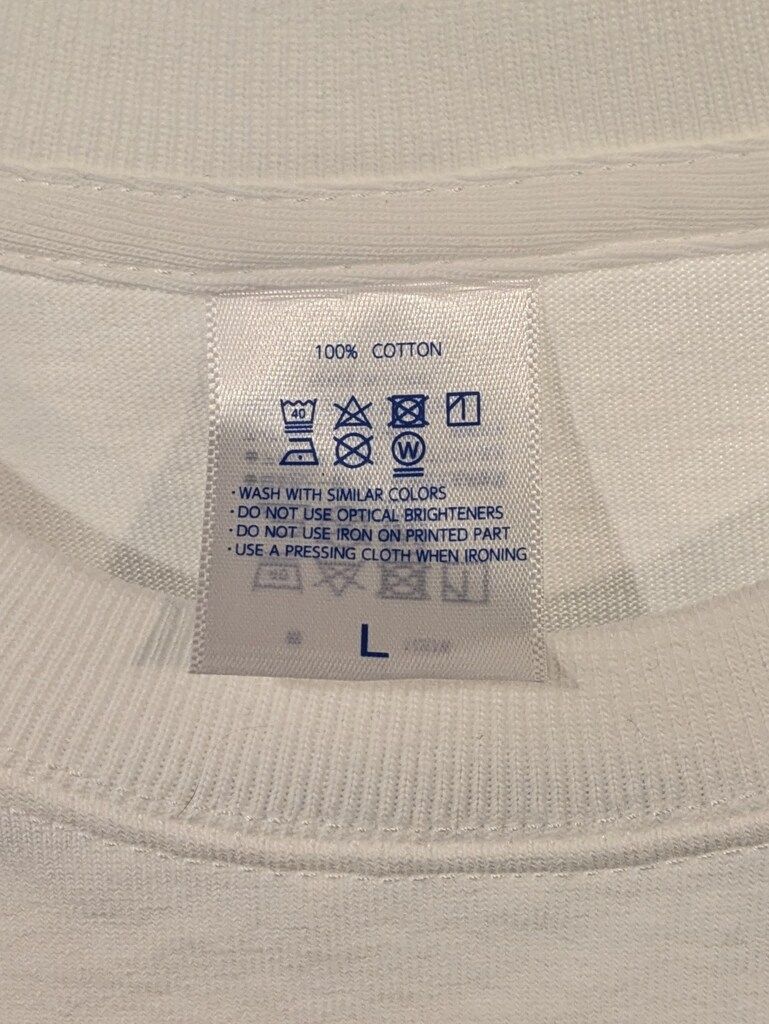 100% COTTON
40
W
· WASH WITH SIMILAR COLORS
· DO NOT USE OPTICAL BRIGHTENERS
· DO NOT USE IRON ON PRINTED PART
· USE A PRESSING CLOTH WHEN IRONING
L